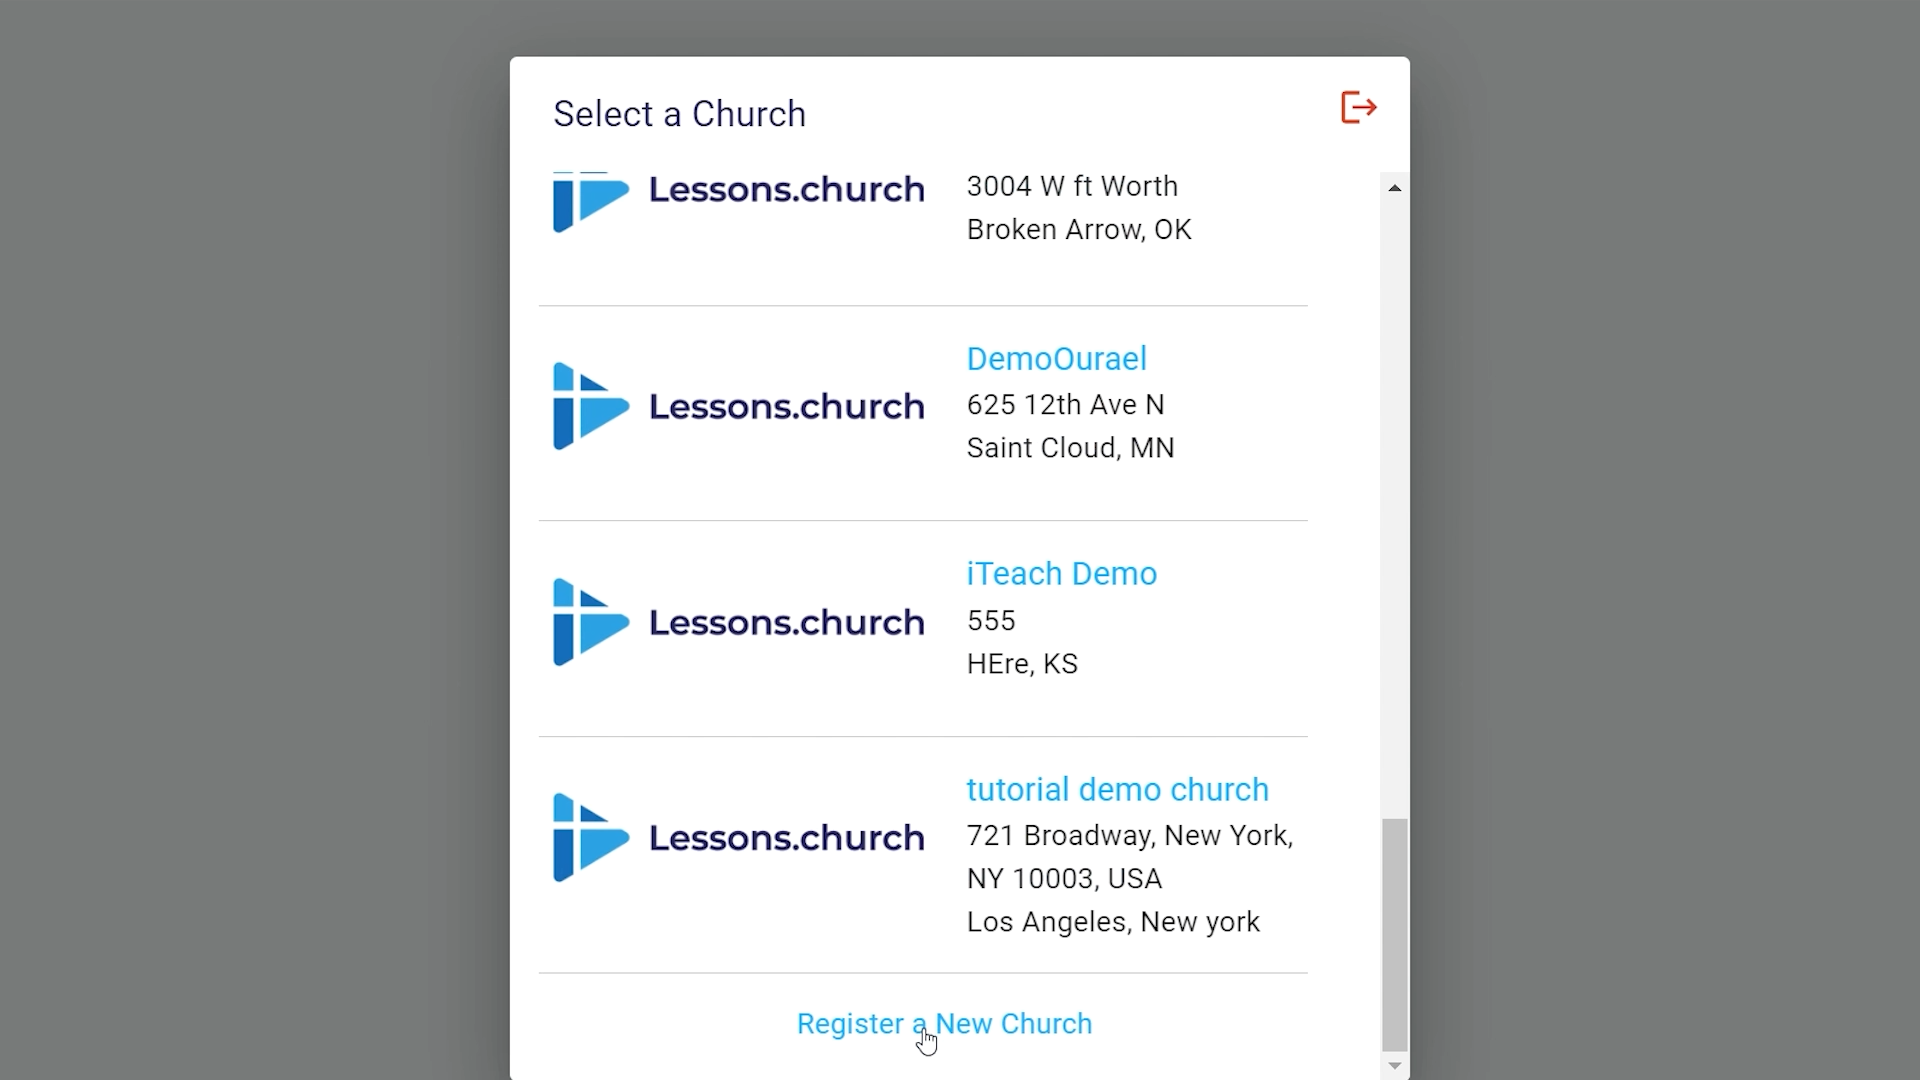 Select a Church
Lessons.church
3004 W ft Worth
Broken Arrow, OK
Lessons.church
DemoOurael
625 12th Ave N
Saint Cloud, MN
Lessons.church
iTeach Demo
555
HEre, KS
Lessons.church
tutorial demo church
721 Broadway, New York,
NY 10003, USA
Los Angeles, New york
Register a New Church